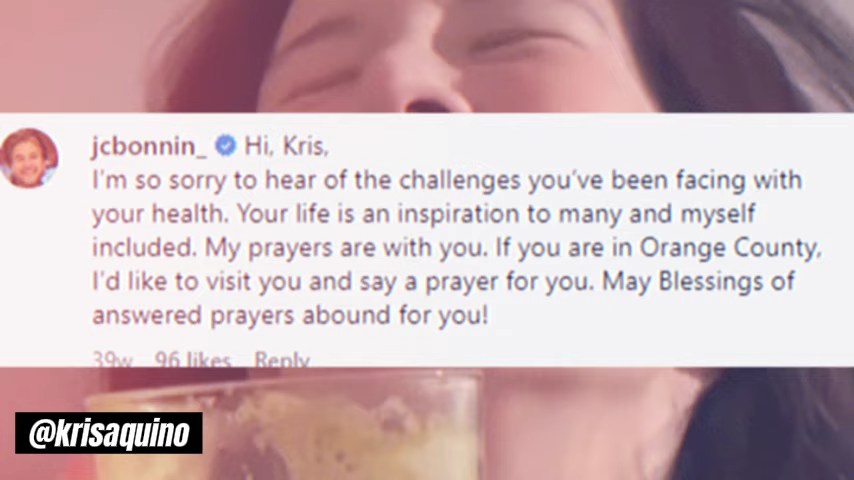 jcbonnin_ Hi, Kris,
I'm so sorry to hear of the challenges you've been facing with
your health. Your life is an inspiration to many and myself
included. My prayers are with you. If you are in Orange County,
I'd like to visit you and say a prayer for you. May Blessings of
answered prayers abound for you!
39w 96 likes Reply
@krisaquino